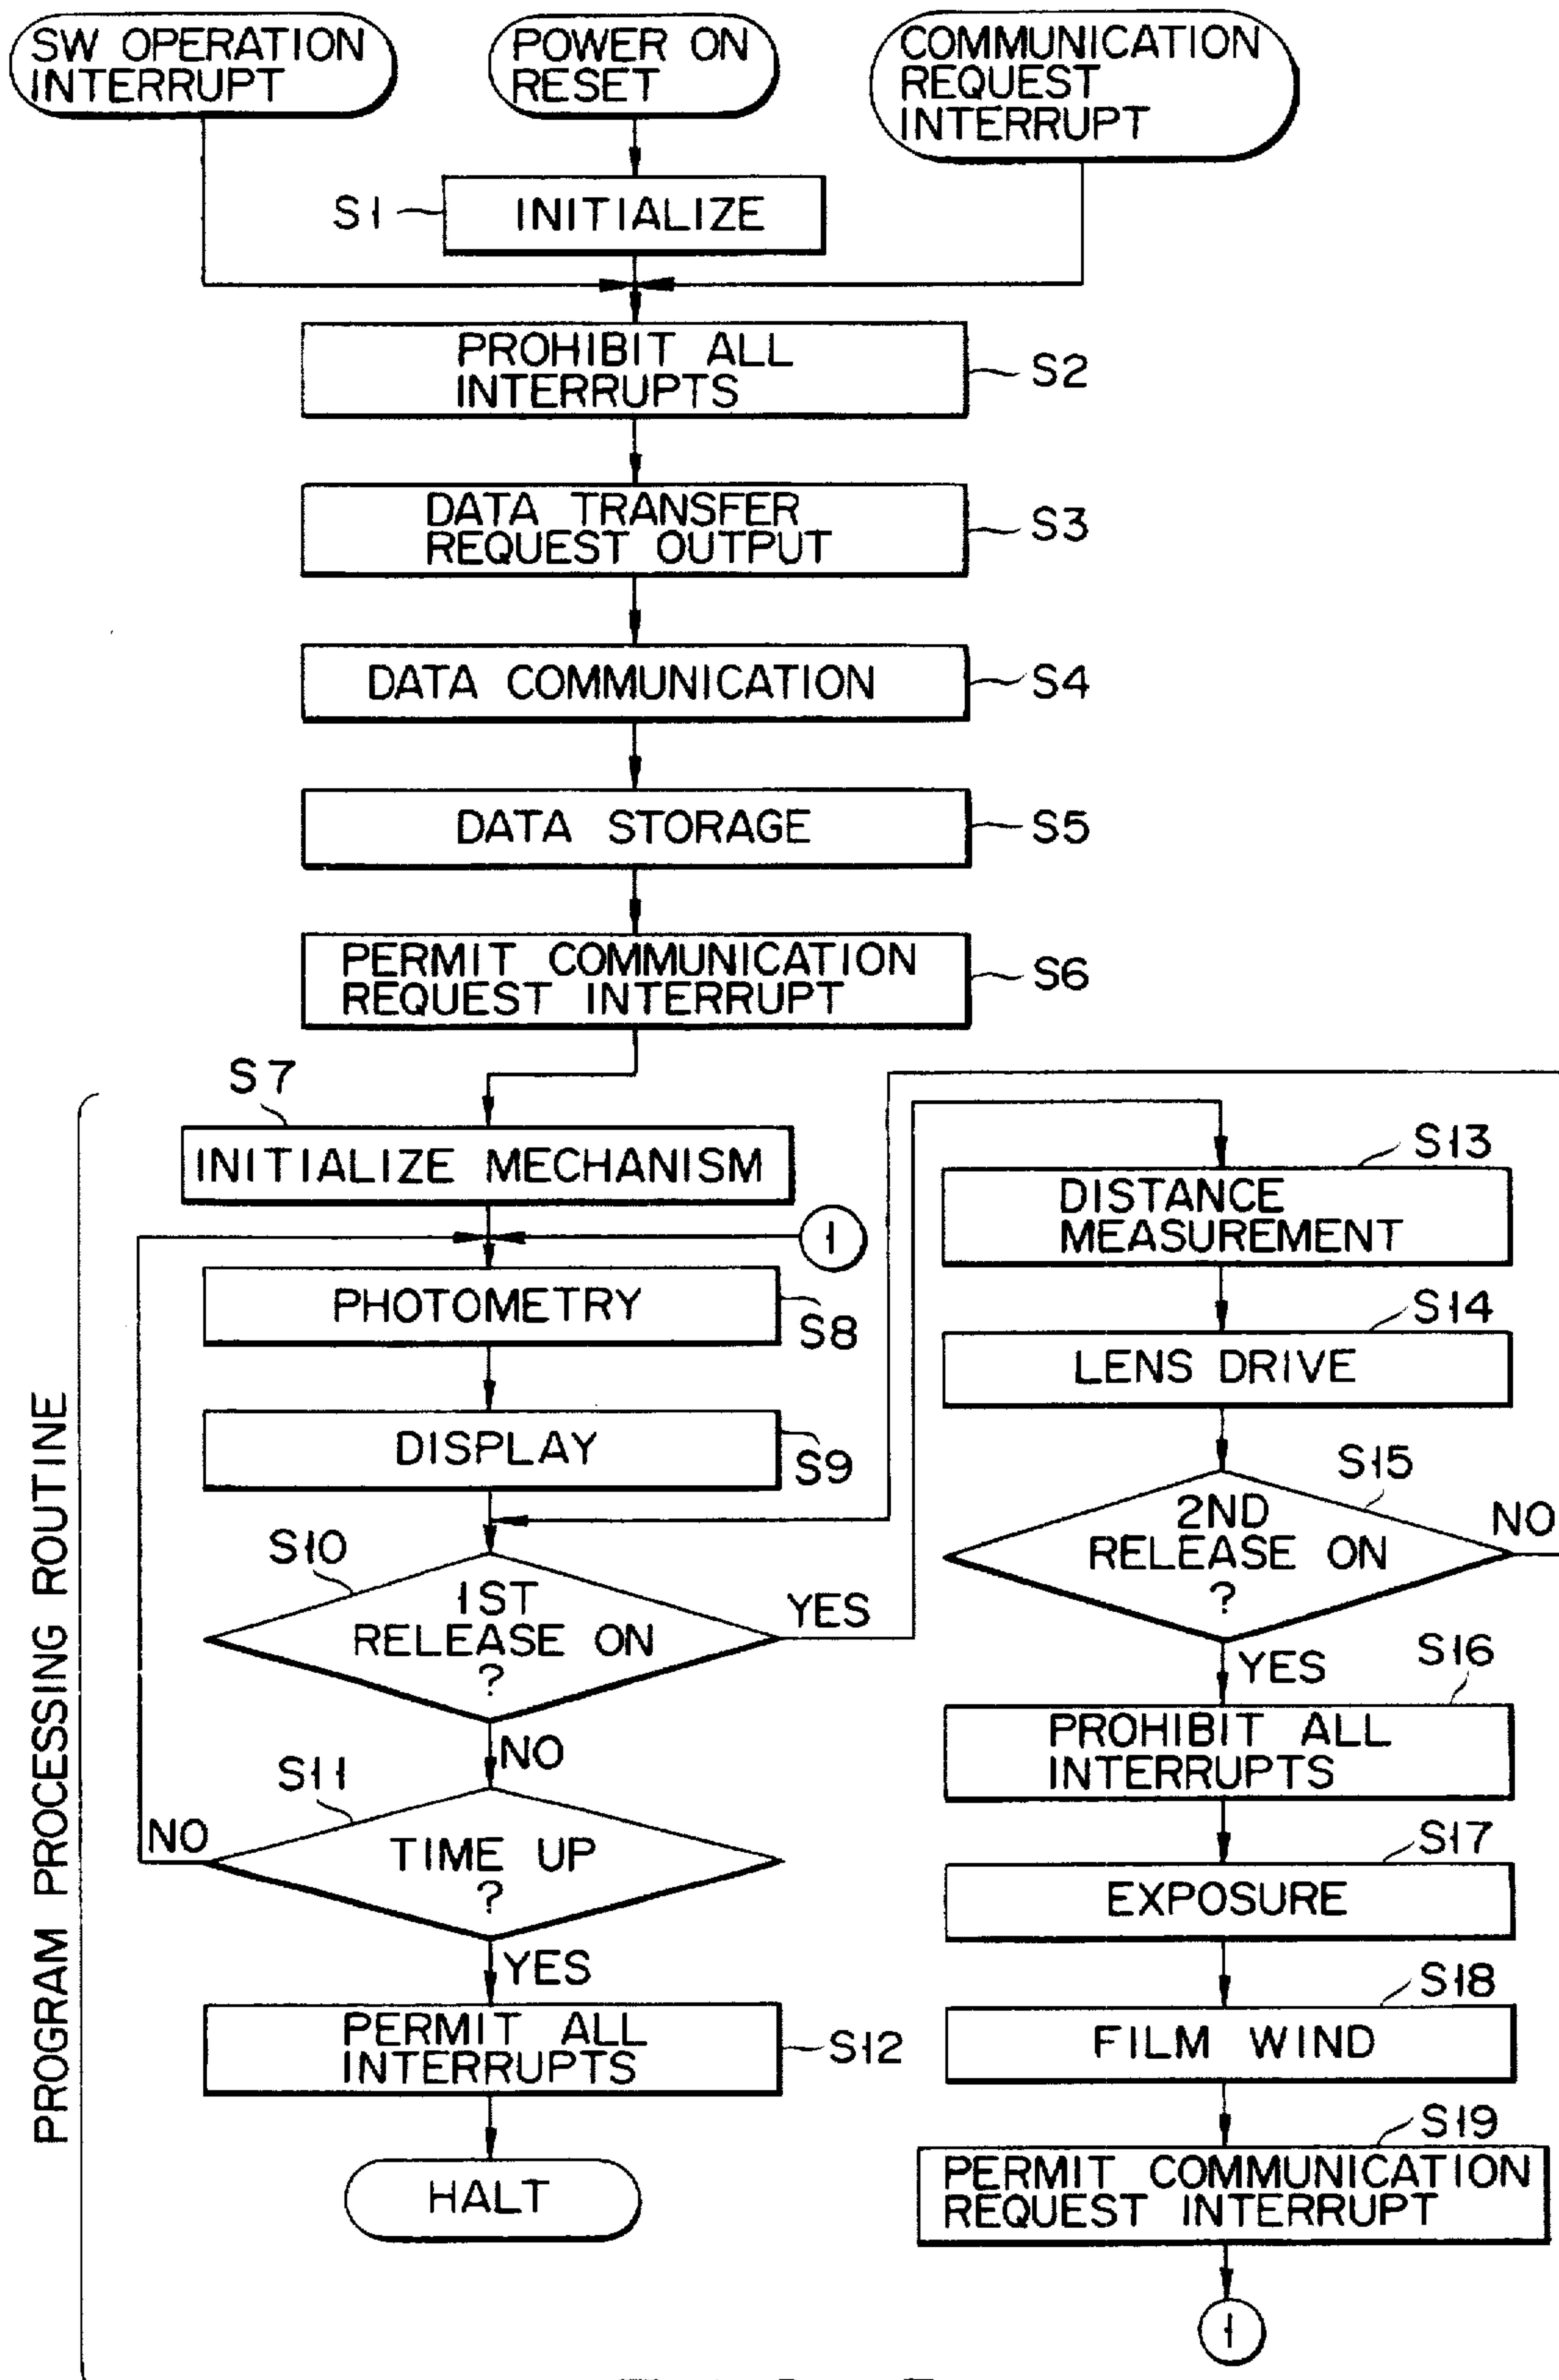 SW OPERATION
INTERRUPT
POWER ON
RESET
COMMUNICATION
REQUEST
INTERRUPT
S1
INITIALIZE
PROHIBIT ALL
INTERRUPTS
S2
DATA TRANSFER
REQUEST OUTPUT
S3
DATA COMMUNICATION
S4
DATA STORAGE
S5
PERMIT COMMUNICATION
REQUEST INTERRUPT
S6
PROGRAM PROCESSING ROUTINE
S7
INITIALIZE MECHANISM
1
PHOTOMETRY
S8
DISPLAY
S9
S10
1ST
RELEASE ON
?
YES
NO
S11
TIME UP
?
NO
YES
PERMIT ALL
INTERRUPTS
S12
HALT
S13
DISTANCE
MEASUREMENT
S14
LENS DRIVE
S15
2ND
RELEASE ON
?
NO
YES
S16
PROHIBIT ALL
INTERRUPTS
S17
EXPOSURE
S18
FILM WIND
S19
PERMIT COMMUNICATION
REQUEST INTERRUPT
1